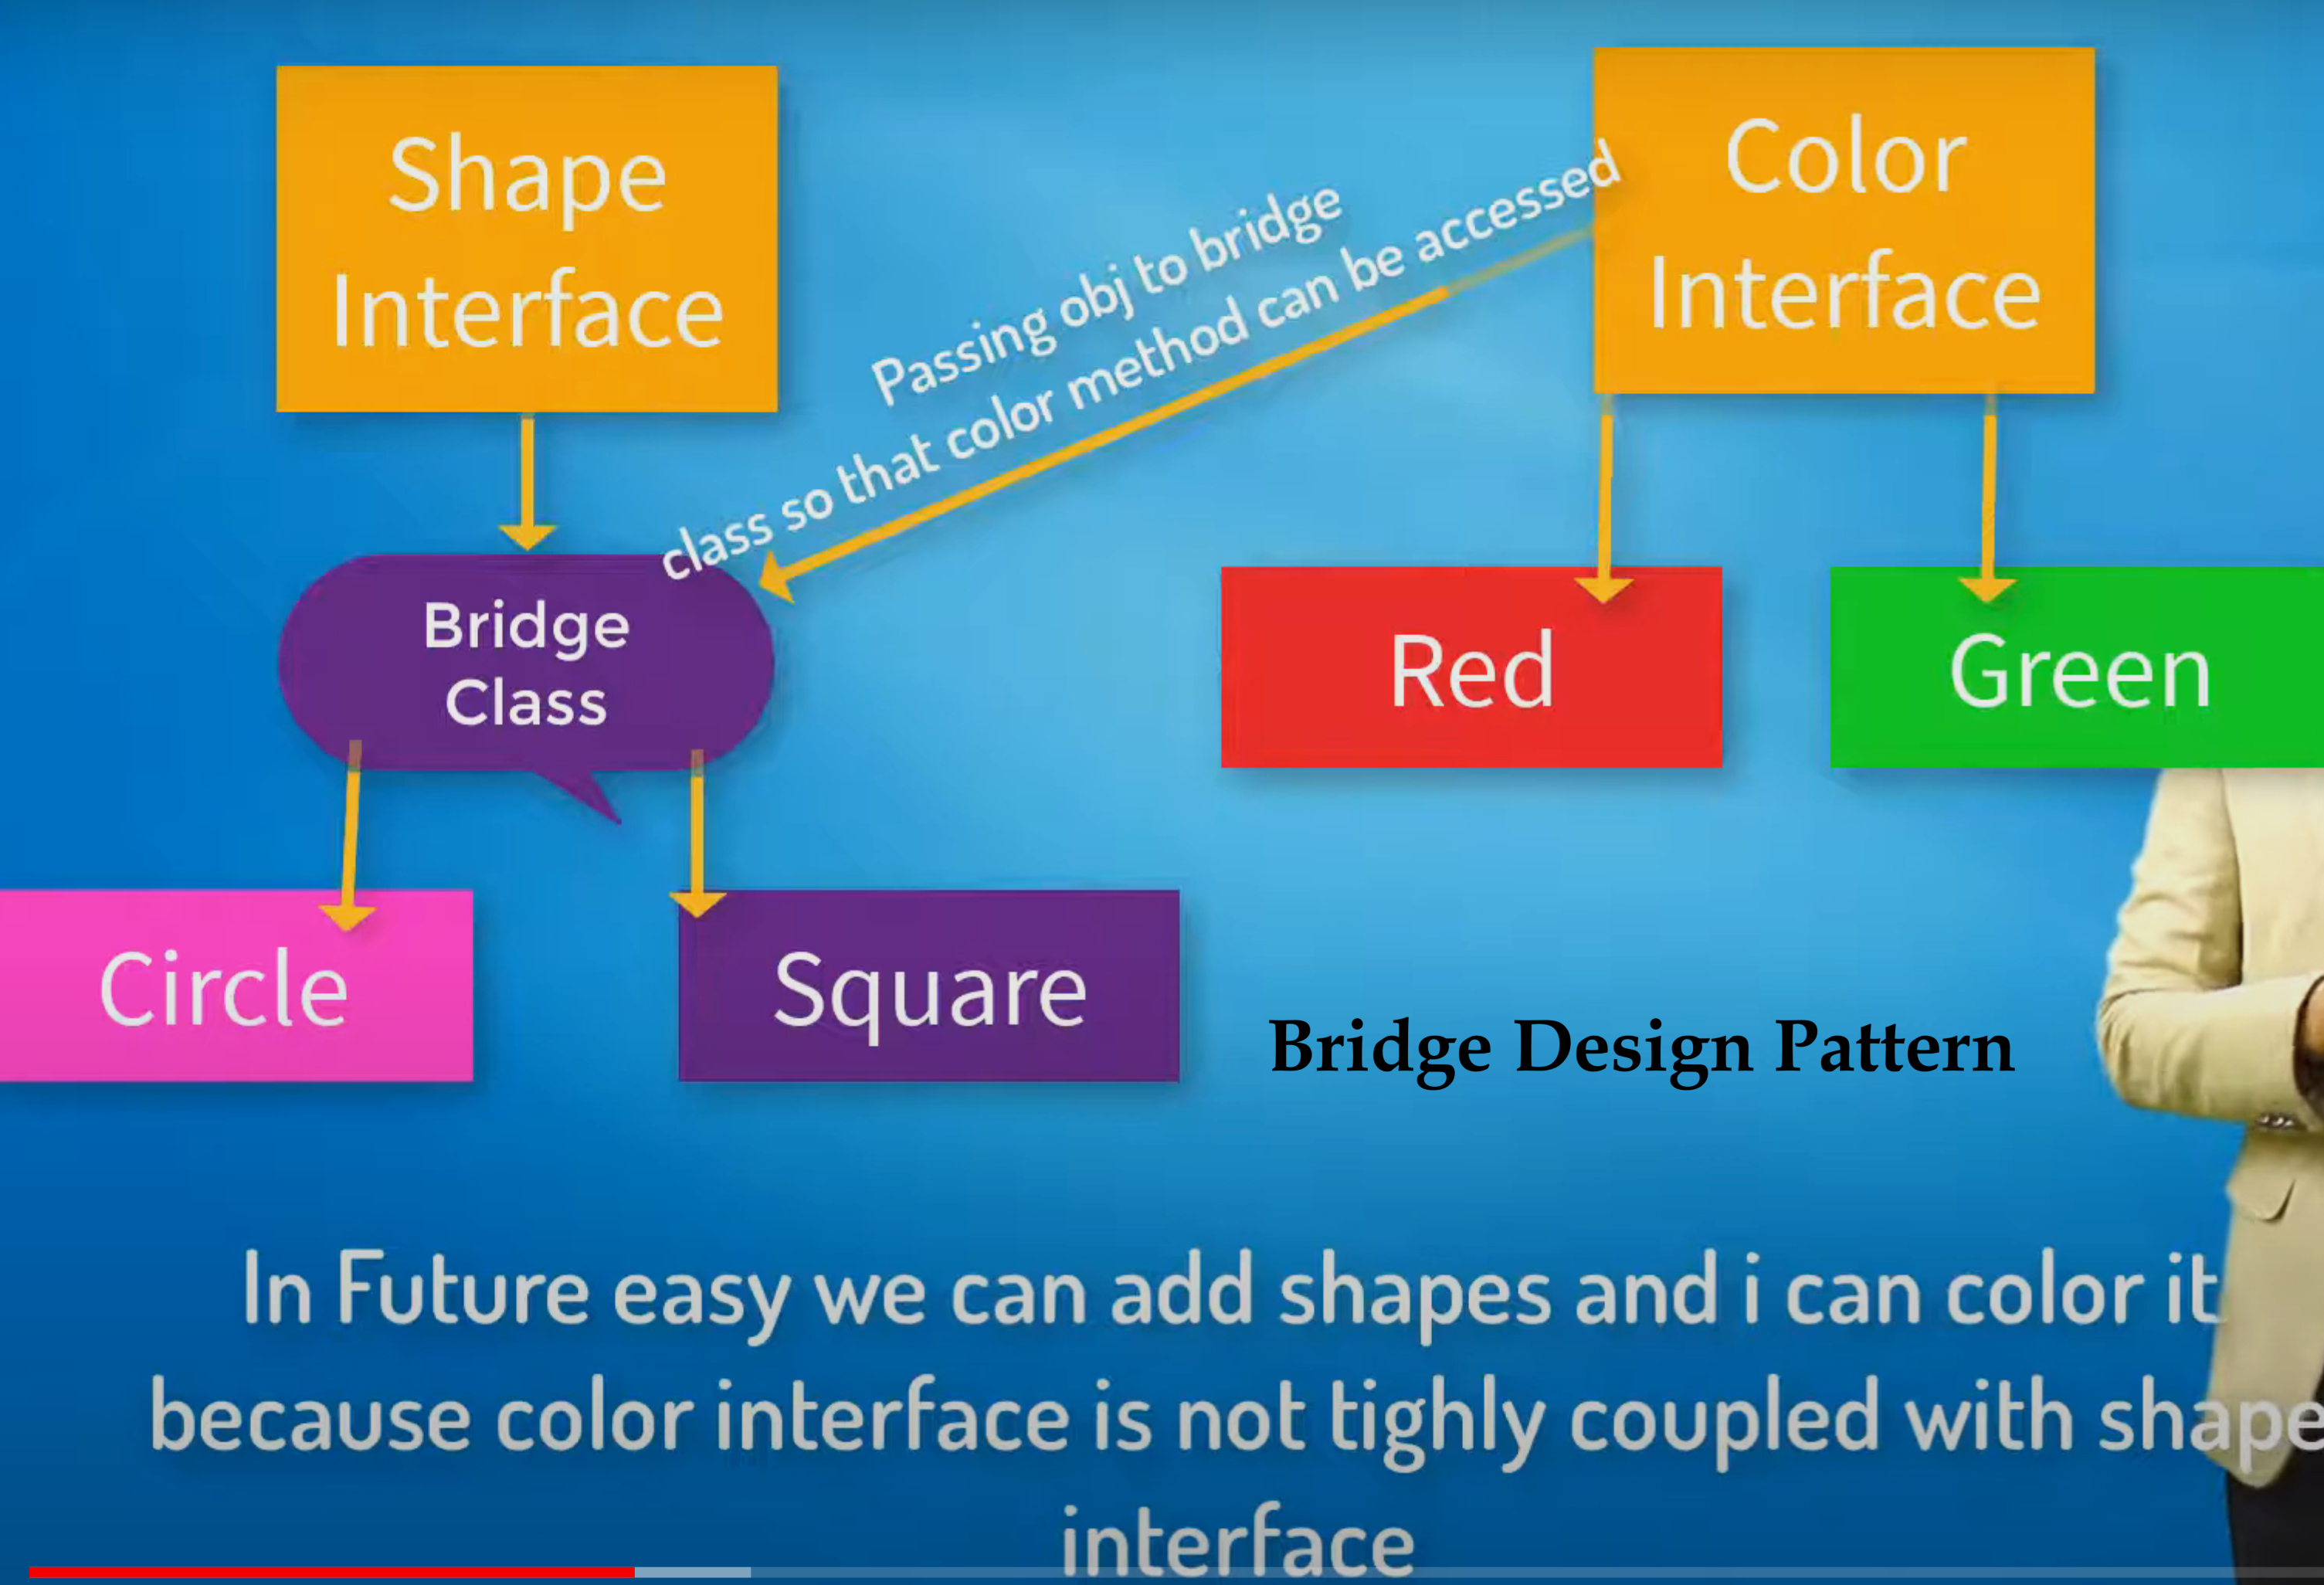 Shape
Interface
Color
Interface
Passing obj to bridge
class so that color method can be accessed
Bridge
Class
Red
Green
Circle
Square
Bridge Design Pattern
In Future easy we can add shapes and i can color it
because color interface is not tighly coupled with shape
interface